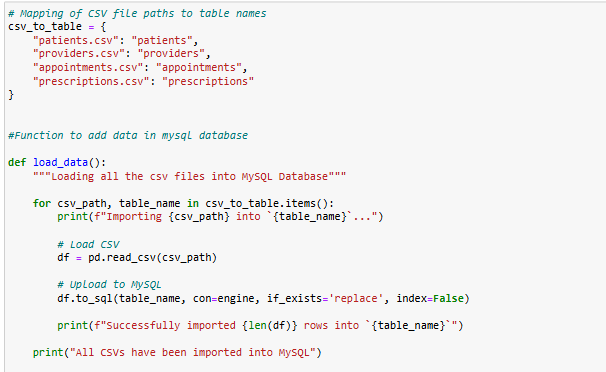 # Mapping of CSV file paths to table names
csv_to_table = {
    "patients.csv": "patients",
    "providers.csv": "providers",
    "appointments.csv": "appointments",
    "prescriptions.csv": "prescriptions"
}
#Function to add data in mysql database
def load_data():
    """Loading all the csv files into MySQL Database"""
    for csv_path, table_name in csv_to_table.items():
        print(f"Importing {csv_path} into `{table_name}`...")
        # Load CSV
        df = pd.read_csv(csv_path)
        # Upload to MySQL
        df.to_sql(table_name, con=engine, if_exists='replace', index=False)
        print(f"Successfully imported {len(df)} rows into `{table_name}`")
    print("All CSVs have been imported into MySQL")